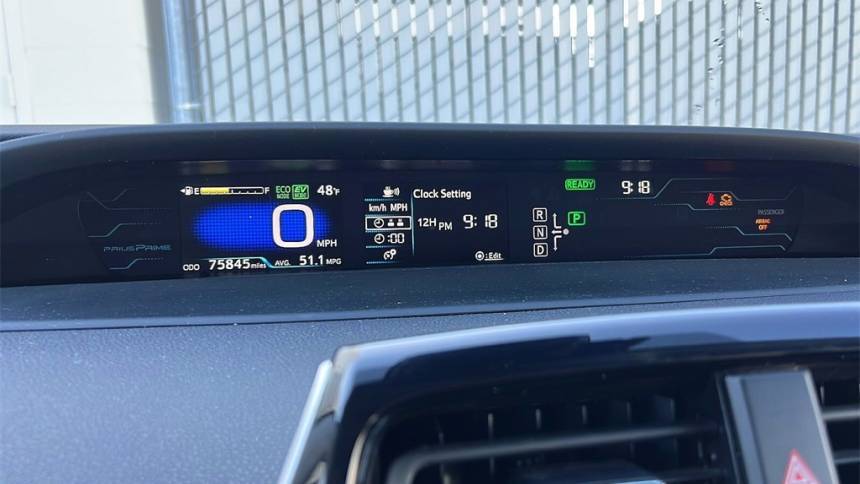 E F ECO MODE EV MODE 48°F
0 MPH
ODO 75845 miles AVG. 51.1 MPG
PRIUS PRIME
km/h MPH
:00
Clock Setting
12H PM 9:18
:Edit
R
N
D
P
READY 9:18
CHECK
PASSENGER
AIRBAG
OFF